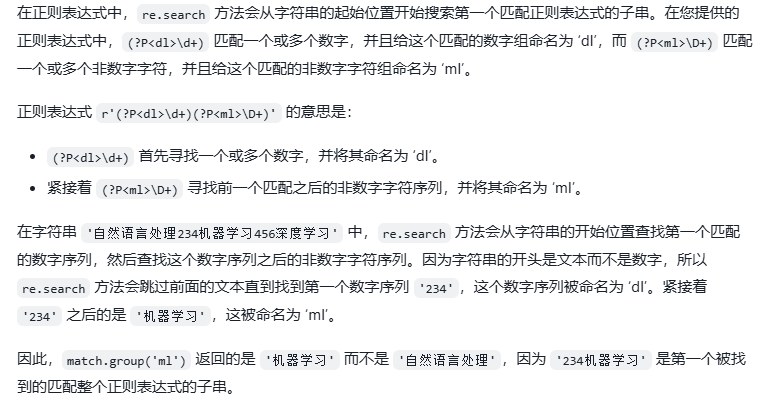 在正则表达式中， re.search 方法会从字符串的起始位置开始搜索第一个匹配正则表达式的子串。在您提供的
正则表达式中， (?P<dl>\d+) 匹配一个或多个数字，并且给这个匹配的数字组命名为 ‘dl’，而 (?P<ml>\D+) 匹配
一个或多个非数字字符，并且给这个匹配的非数字字符组命名为 ‘ml’。
正则表达式 r'(?P<dl>\d+)(?P<ml>\D+)' 的意思是：
• (?P<dl>\d+) 首先寻找一个或多个数字，并将其命名为 ‘dl’。
• 紧接着 (?P<ml>\D+) 寻找前一个匹配之后的非数字字符序列，并将其命名为 ‘ml’。
在字符串 '自然语言处理234机器学习456深度学习' 中， re.search 方法会从字符串的开始位置查找第一个匹配
的数字序列，然后查找这个数字序列之后的非数字字符序列。因为字符串的开头是文本而不是数字，所以
re.search 方法会跳过前面的文本直到找到第一个数字序列 '234' ，这个数字序列被命名为 ‘dl’。紧接着
'234' 之后的是 '机器学习' ，这被命名为 ‘ml’。
因此， match.group('ml') 返回的是 '机器学习' 而不是 '自然语言处理' ，因为 '234机器学习' 是第一个被找
到的匹配整个正则表达式的子串。